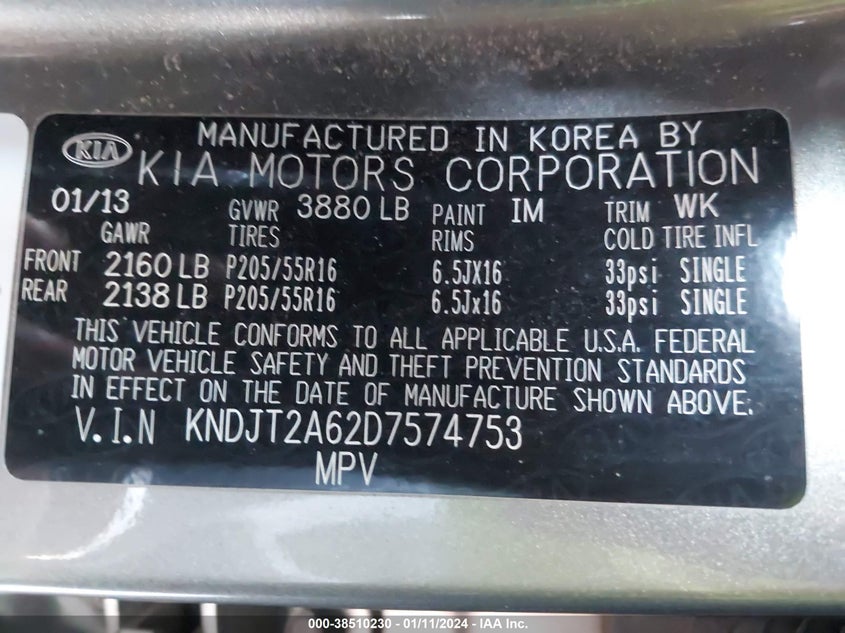 KIA MANUFACTURED IN KOREA BY
KIA MOTORS CORPORATION
01/13 GVWR 3880 LB PAINT IM TRIM WK
GAWR TIRES RIMS COLD TIRE INFL
FRONT 2160 LB P205/55R16 6.5JX16 33psi SINGLE
REAR 2138 LB P205/55R16 6.5Jx16 33psi SINGLE
THIS VEHICLE CONFORMS TO ALL APPLICABLE U.S.A. FEDERAL
MOTOR VEHICLE SAFETY AND THEFT PREVENTION STANDARDS
IN EFFECT ON THE DATE OF MANUFACTURE SHOWN ABOVE.
V.I.N KNDJT2A62D7574753
MPV
000-38510230 - 01/11/2024 - IAA, Inc.